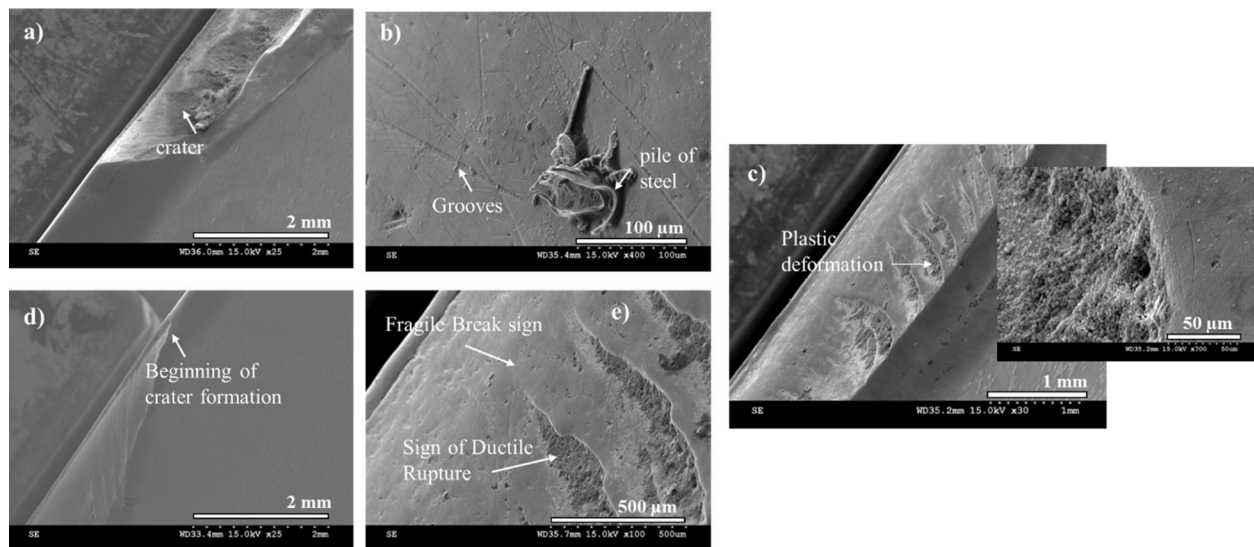 a)
crater
2 mm
SE
WD36.0mm 15.0kV x25
2mm
b)
Grooves
pile of
steel
100 µm
SE
WD35.4mm 15.0kV x400
100um
c)
Plastic
deformation
50 µm
SE
WD35.2mm 15.0kV x700
50um
1 mm
SE
WD35.2mm 15.0kV x30
1mm
d)
Beginning of
crater formation
2 mm
SE
WD33.4mm 15.0kV x25
2mm
e)
Fragile Break sign
Sign of Ductile
Rupture
500 µm
SE
WD35.7mm 15.0kV x100
500um